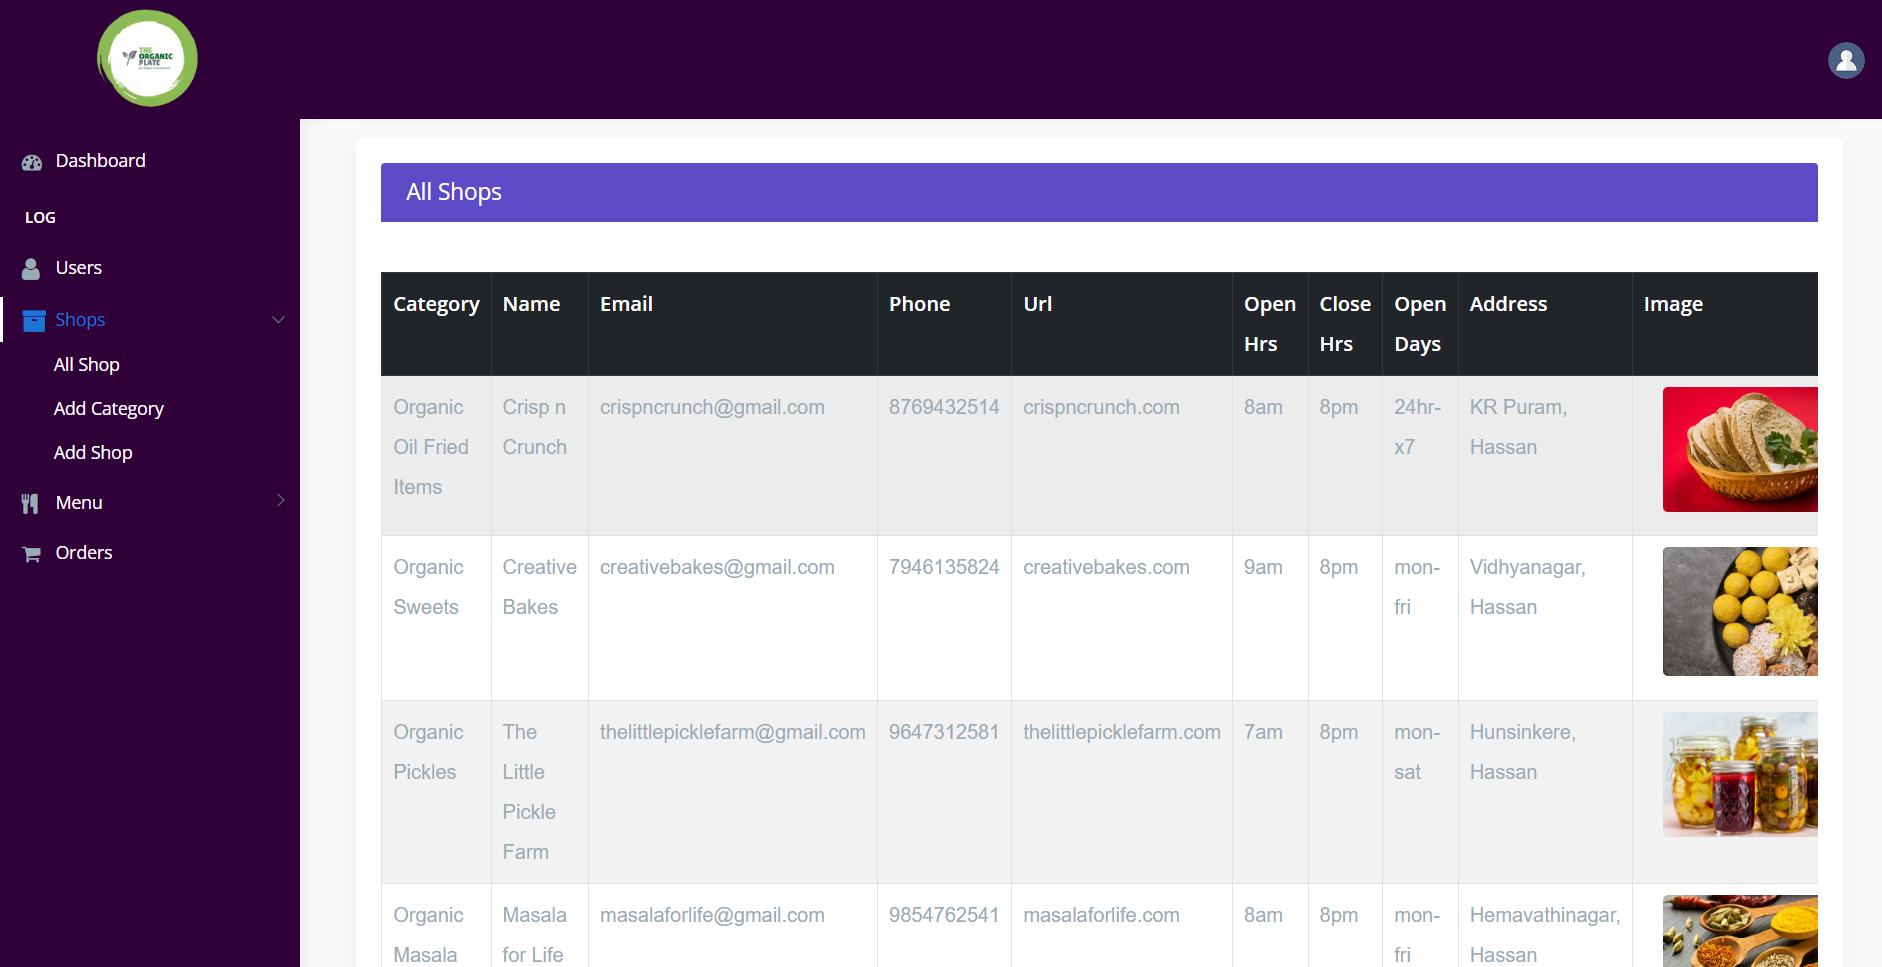 THE
ORGANIC
PLATE
Dashboard
LOG
Users
Shops
All Shop
Add Category
Add Shop
Menu
Orders
All Shops
Category Name Email Phone Url Open Hrs Close Hrs Open Days Address Image
Organic Oil Fried Items Crisp n Crunch crispncrunch@gmail.com 8769432514 crispncrunch.com 8am 8pm 24hr-x7 KR Puram, Hassan
Organic Sweets Creative Bakes creativebakes@gmail.com 7946135824 creativebakes.com 9am 8pm mon-fri Vidhyanagar, Hassan
Organic Pickles The Little Pickle Farm thelittlepicklefarm@gmail.com 9647312581 thelittlepicklefarm.com 7am 8pm mon-sat Hunsinkere, Hassan
Organic Masala Masala for Life masalaforlife@gmail.com 9854762541 masalaforlife.com 8am 8pm mon-fri Hemavathinagar, Hassan